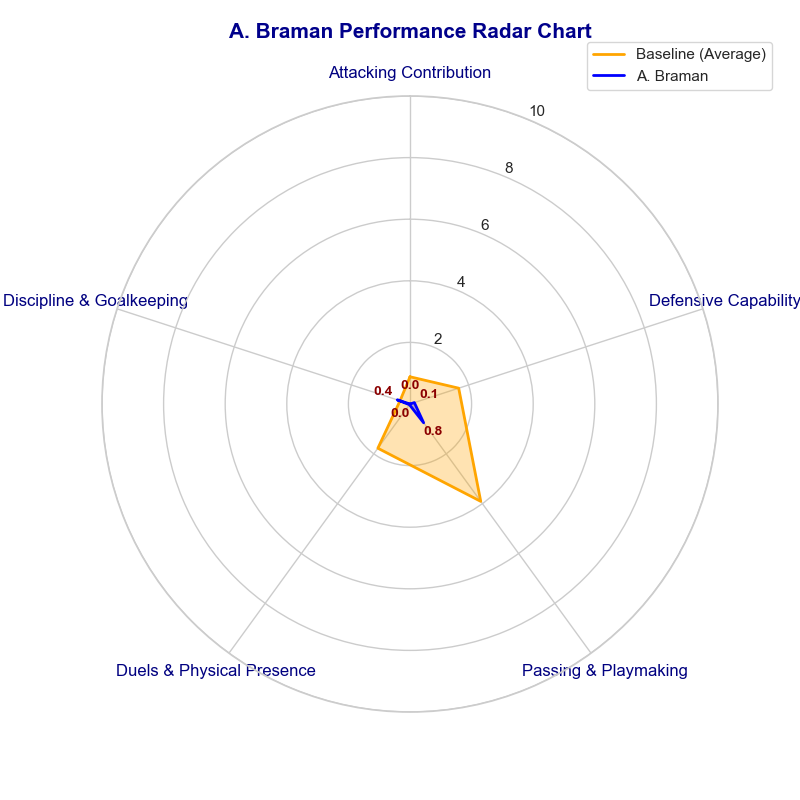 A. Braman Performance Radar Chart
Baseline (Average)
A. Braman
Attacking Contribution
10
8
6
4
2
Discipline & Goalkeeping
Defensive Capability
0.0
0.4
0.1
0.0
0.8
Duels & Physical Presence
Passing & Playmaking